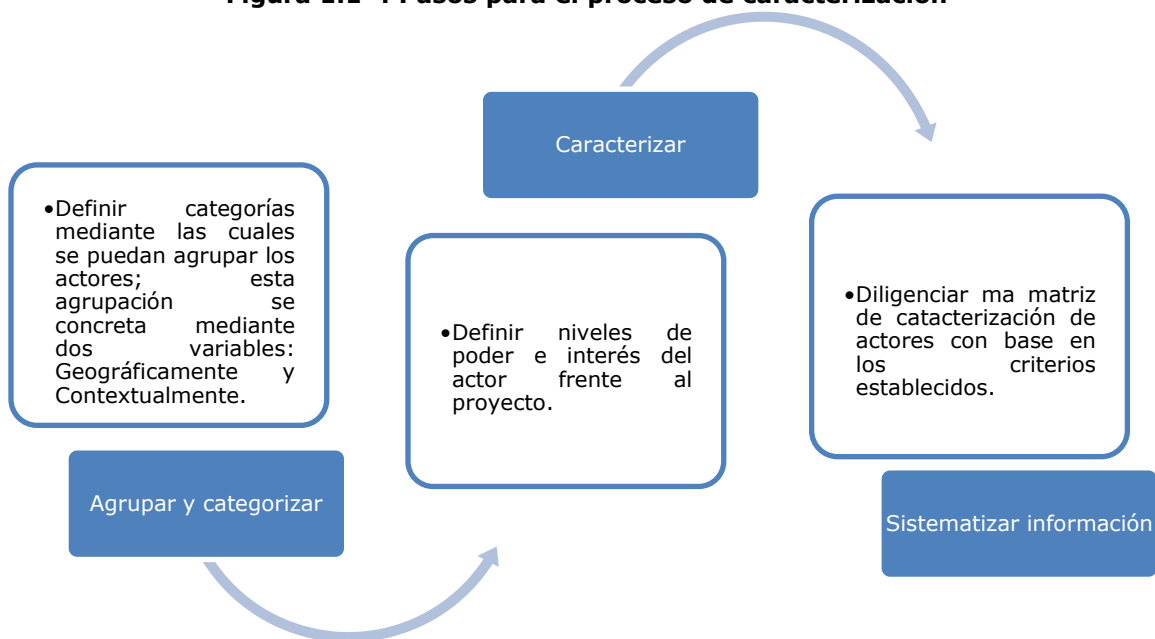 Figura 1.1-4 Pasos para el proceso de caracterización
•Definir categorías
mediante las cuales
se puedan agrupar los
actores; esta
agrupación se
concreta mediante
dos variables:
Geográficamente y
Contextualmente.
Agrupar y categorizar
Caracterizar
•Definir niveles de
poder e interés del
actor frente al
proyecto.
•Diligenciar ma matriz
de catacterización de
actores con base en
los criterios
establecidos.
Sistematizar información